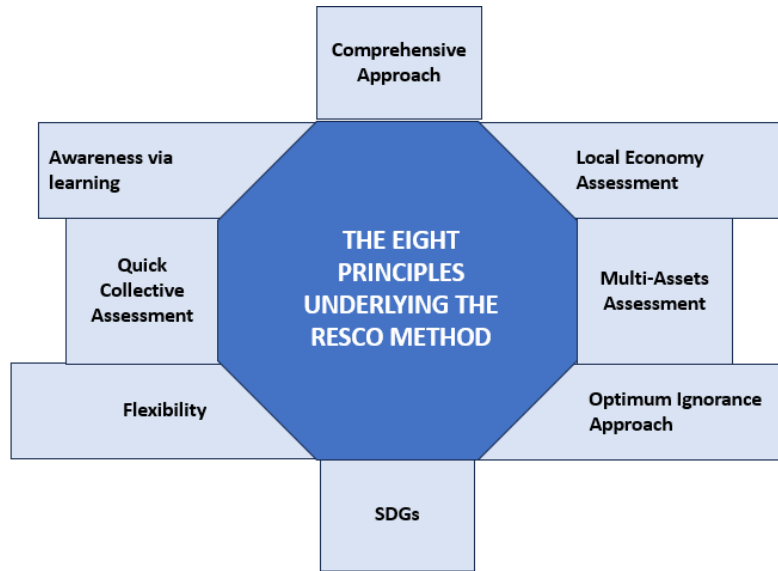 Comprehensive
Approach
Awareness via
learning
Local Economy
Assessment
THE EIGHT
PRINCIPLES
UNDERLYING THE
RESCO METHOD
Quick
Collective
Assessment
Multi-Assets
Assessment
Flexibility
Optimum Ignorance
Approach
SDGs